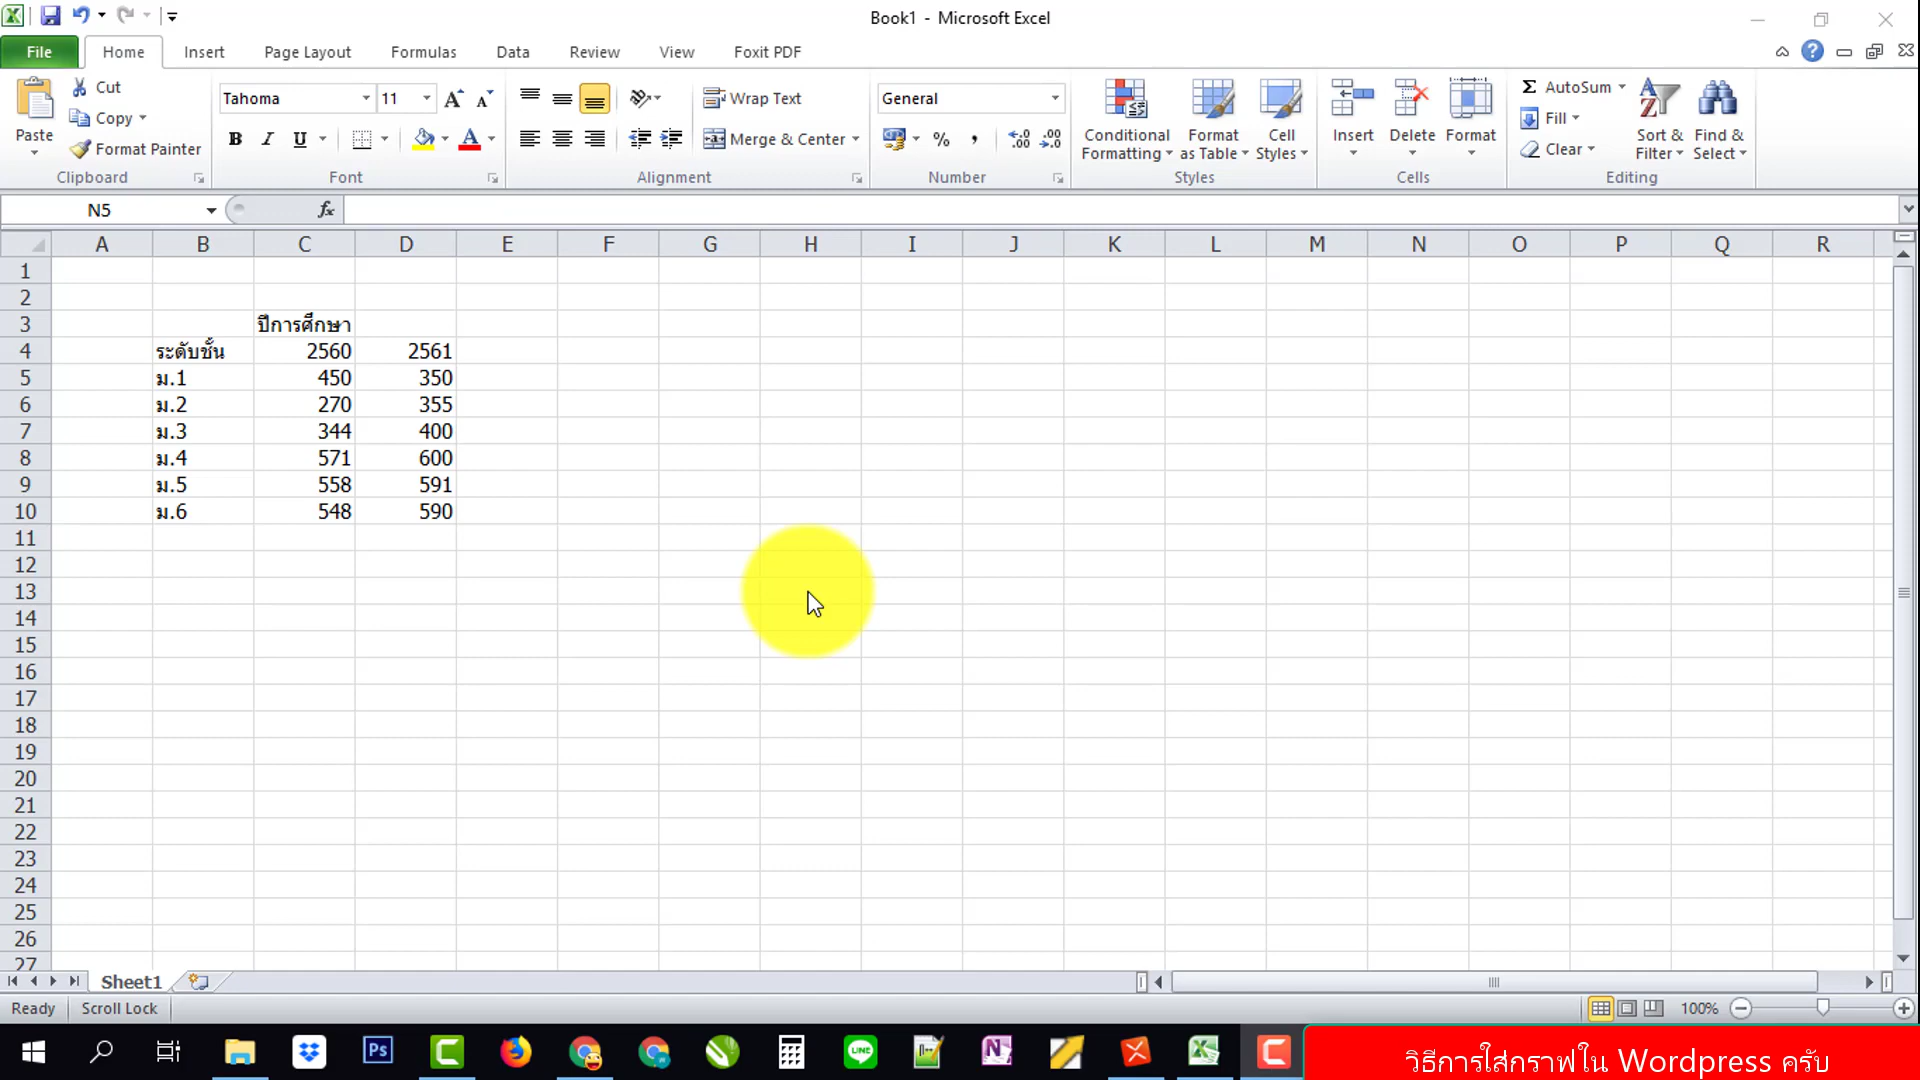 Book1 - Microsoft Excel
File Home Insert Page Layout Formulas Data Review View Foxit PDF
Paste
Cut
Copy
Format Painter
Clipboard
Tahoma 11
B I U
Font
Wrap Text
Merge & Center
Alignment
General
% , .0 .00 .00 .0
Number
Conditional Formatting
Format as Table
Cell Styles
Styles
Insert Delete Format
Cells
Σ AutoSum
Fill
Clear
Sort & Filter
Find & Select
Editing
N5 fx
A B C D E F G H I J K L M N O P Q R
1
2
3 ปีการศึกษา
4 ระดับชั้น 2560 2561
5 ม.1 450 350
6 ม.2 270 355
7 ม.3 344 400
8 ม.4 571 600
9 ม.5 558 591
10 ม.6 548 590
11
12
13
14
15
16
17
18
19
20
21
22
23
24
25
26
27
Sheet1
Ready Scroll Lock 100%
Ps LINE N
วิธีการใส่กราฟใน Wordpress ครับ